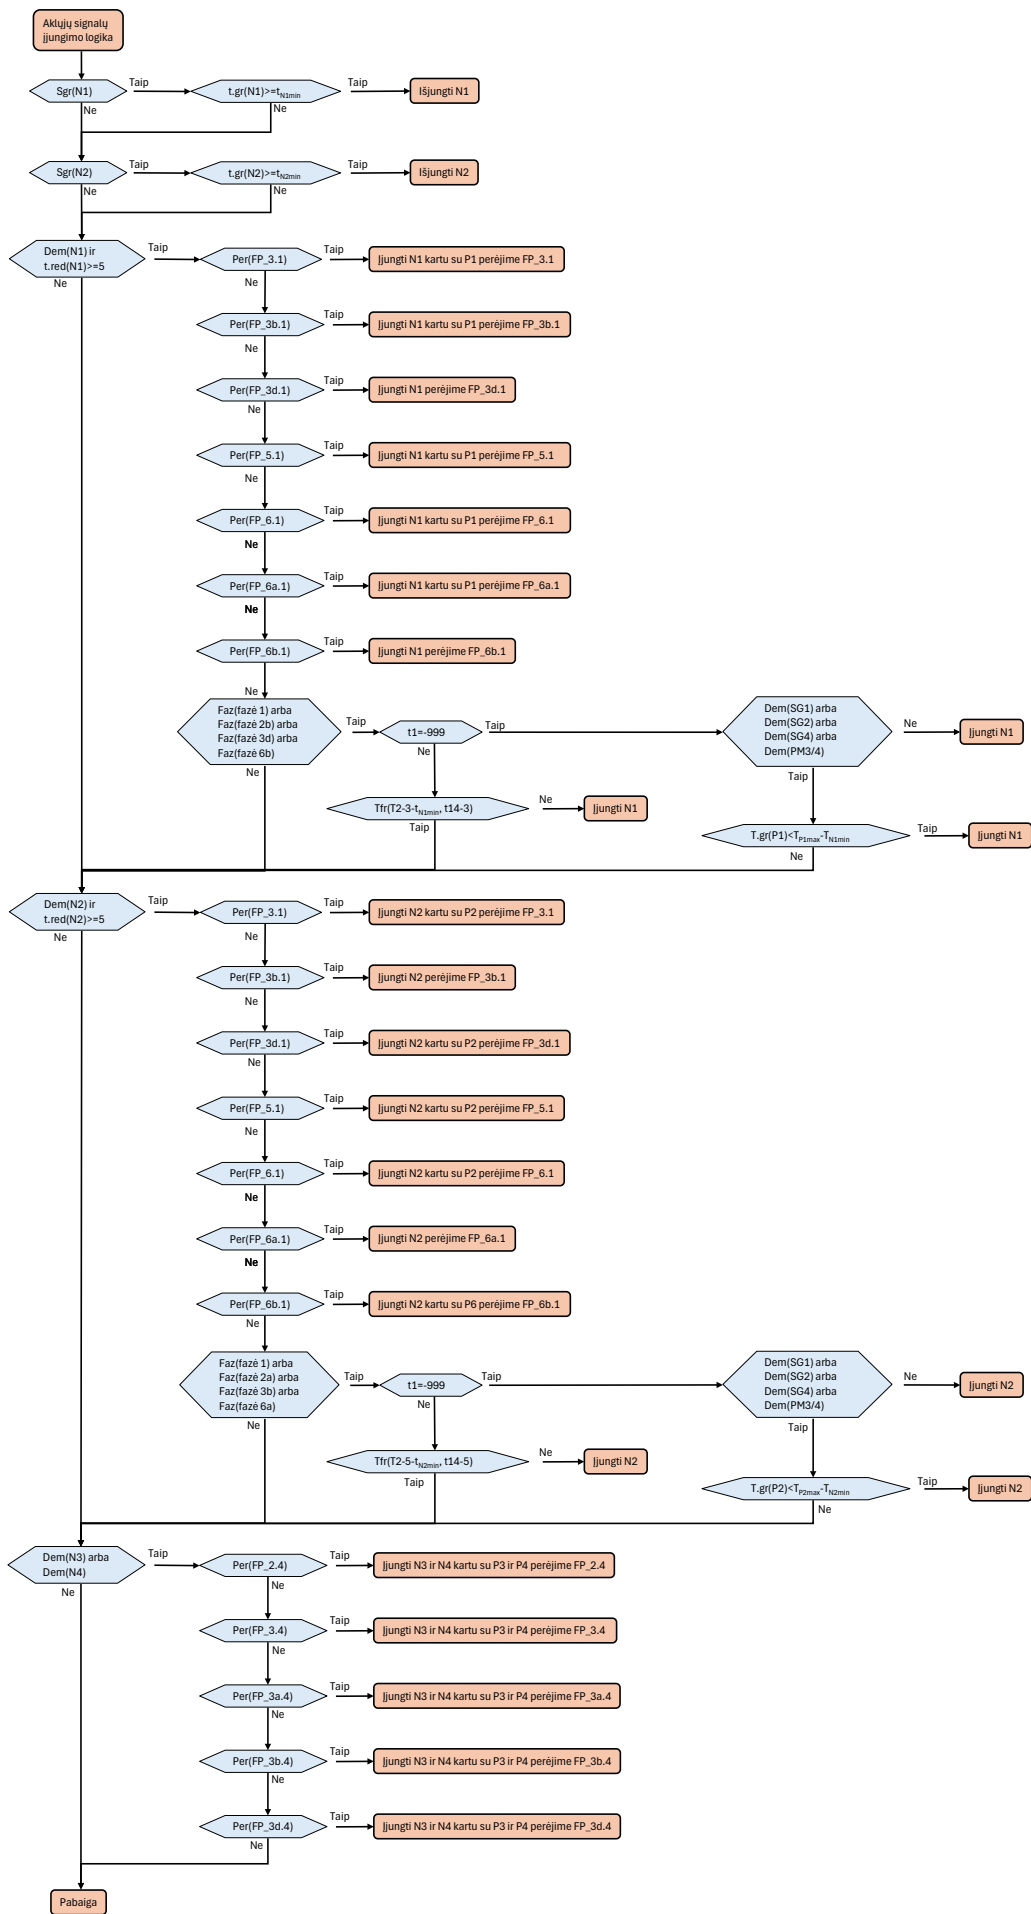 Aklųjų signalų
įjungimo logika
Sgr(N1)
Taip
t.gr(N1)>=tN1min
Taip
Išjungti N1
Ne
Ne
Sgr(N2)
Taip
t.gr(N2)>=tN2min
Taip
Išjungti N2
Ne
Ne
Dem(N1) ir
t.red(N1)>=5
Taip
Ne
Per(FP_3.1)
Taip
Įjungti N1 kartu su P1 perėjime FP_3.1
Ne
Per(FP_3b.1)
Taip
Įjungti N1 kartu su P1 perėjime FP_3b.1
Ne
Per(FP_3d.1)
Taip
Įjungti N1 perėjime FP_3d.1
Ne
Per(FP_5.1)
Taip
Įjungti N1 kartu su P1 perėjime FP_5.1
Ne
Per(FP_6.1)
Taip
Įjungti N1 kartu su P1 perėjime FP_6.1
Ne
Per(FP_6a.1)
Taip
Įjungti N1 kartu su P1 perėjime FP_6a.1
Ne
Per(FP_6b.1)
Taip
Įjungti N1 perėjime FP_6b.1
Ne
Faz(fazė 1) arba
Faz(fazė 2b) arba
Faz(fazė 3d) arba
Faz(fazė 6b)
Taip
Ne
t1=-999
Taip
Ne
Dem(SG1) arba
Dem(SG2) arba
Dem(SG4) arba
Dem(PM3/4)
Ne
Įjungti N1
Taip
Tfr(T2-3-tN1min, t14-3)
Ne
Įjungti N1
Taip
T.gr(P1)<TP1max-TN1min
Taip
Įjungti N1
Ne
Dem(N2) ir
t.red(N2)>=5
Taip
Ne
Per(FP_3.1)
Taip
Įjungti N2 kartu su P2 perėjime FP_3.1
Ne
Per(FP_3b.1)
Taip
Įjungti N2 perėjime FP_3b.1
Ne
Per(FP_3d.1)
Taip
Įjungti N2 kartu su P2 perėjime FP_3d.1
Ne
Per(FP_5.1)
Taip
Įjungti N2 kartu su P2 perėjime FP_5.1
Ne
Per(FP_6.1)
Taip
Įjungti N2 kartu su P2 perėjime FP_6.1
Ne
Per(FP_6a.1)
Taip
Įjungti N2 perėjime FP_6a.1
Ne
Per(FP_6b.1)
Taip
Įjungti N2 kartu su P6 perėjime FP_6b.1
Ne
Faz(fazė 1) arba
Faz(fazė 2a) arba
Faz(fazė 3b) arba
Faz(fazė 6a)
Taip
Ne
t1=-999
Taip
Ne
Dem(SG1) arba
Dem(SG2) arba
Dem(SG4) arba
Dem(PM3/4)
Ne
Įjungti N2
Taip
Tfr(T2-5-tN2min, t14-5)
Ne
Įjungti N2
Taip
T.gr(P2)<TP2max-TN2min
Taip
Įjungti N2
Ne
Dem(N3) arba
Dem(N4)
Taip
Ne
Per(FP_2.4)
Taip
Įjungti N3 ir N4 kartu su P3 ir P4 perėjime FP_2.4
Ne
Per(FP_3.4)
Taip
Įjungti N3 ir N4 kartu su P3 ir P4 perėjime FP_3.4
Ne
Per(FP_3a.4)
Taip
Įjungti N3 ir N4 kartu su P3 ir P4 perėjime FP_3a.4
Ne
Per(FP_3b.4)
Taip
Įjungti N3 ir N4 kartu su P3 ir P4 perėjime FP_3b.4
Ne
Per(FP_3d.4)
Taip
Įjungti N3 ir N4 kartu su P3 ir P4 perėjime FP_3d.4
Ne
Pabaiga